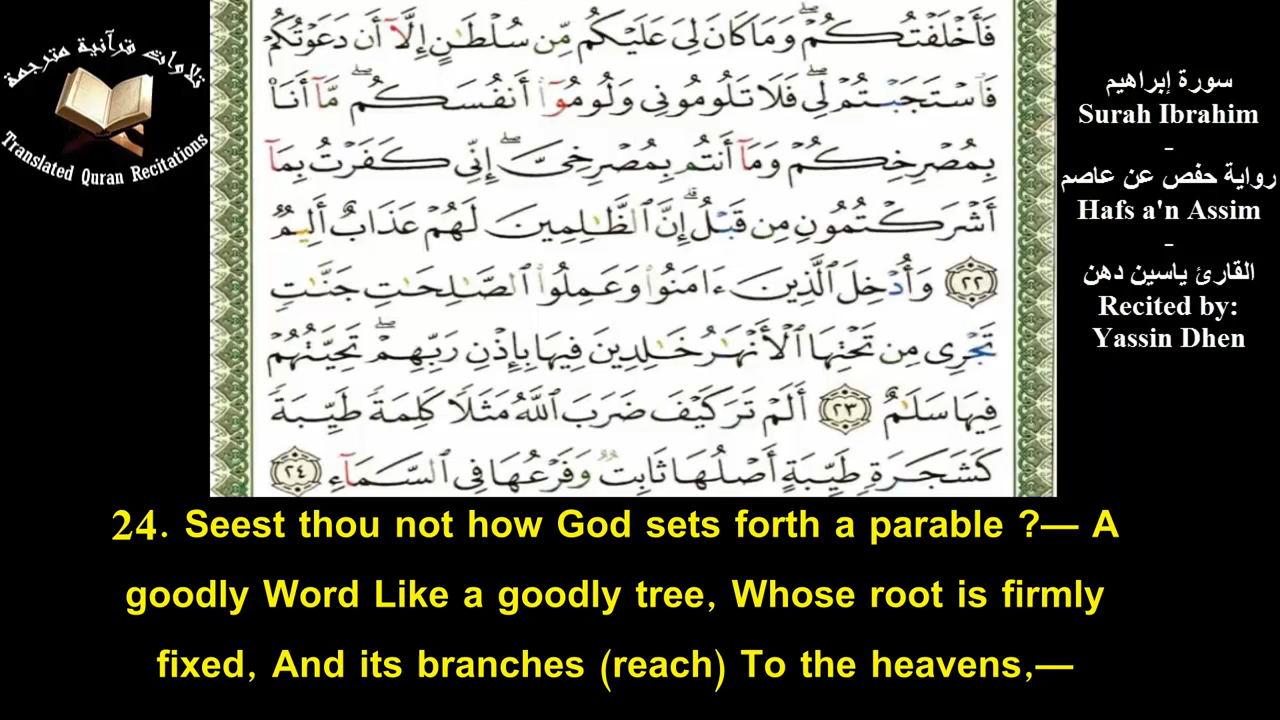 تلاوات قرآنية مترجمة
Translated Quran Recitations
فَأَخْلَفْتُكُمْ ۖ وَمَا كَانَ لِىَ عَلَيْكُم مِّن سُلْطَٰنٍ إِلَّآ أَن دَعَوْتُكُمْ
فَٱسْتَجَبْتُمْ لِى ۖ فَلَا تَلُومُونِى وَلُومُوٓا۟ أَنفُسَكُم ۖ مَّآ أَنَا۠
بِمُصْرِخِكُمْ وَمَآ أَنتُم بِمُصْرِخِىَّ ۖ إِنِّى كَفَرْتُ بِمَآ
أَشْرَكْتُمُونِ مِن قَبْلُ ۗ إِنَّ ٱلظَّٰلِمِينَ لَهُمْ عَذَابٌ أَلِيمٌ
٢٢ وَأُدْخِلَ ٱلَّذِينَ ءَامَنُوا۟ وَعَمِلُوا۟ ٱلصَّٰلِحَٰتِ جَنَّٰتٍ
تَجْرِى مِن تَحْتِهَا ٱلْأَنْهَٰرُ خَٰلِدِينَ فِيهَا بِإِذْنِ رَبِّهِمْ ۖ تَحِيَّتُهُمْ
فِيهَا سَلَٰمٌ ٢٣ أَلَمْ تَرَ كَيْفَ ضَرَبَ ٱللَّهُ مَثَلًا كَلِمَةً طَيِّبَةً
كَشَجَرَةٍ طَيِّبَةٍ أَصْلُهَا ثَابِتٌ وَفَرْعُهَا فِى ٱلسَّمَآءِ ٢٤
سورة إبراهيم
Surah Ibrahim
-
رواية حفص عن عاصم
Hafs a'n Assim
-
القارئ ياسين دهن
Recited by:
Yassin Dhen
24. Seest thou not how God sets forth a parable ?— A
goodly Word Like a goodly tree, Whose root is firmly
fixed, And its branches (reach) To the heavens,—